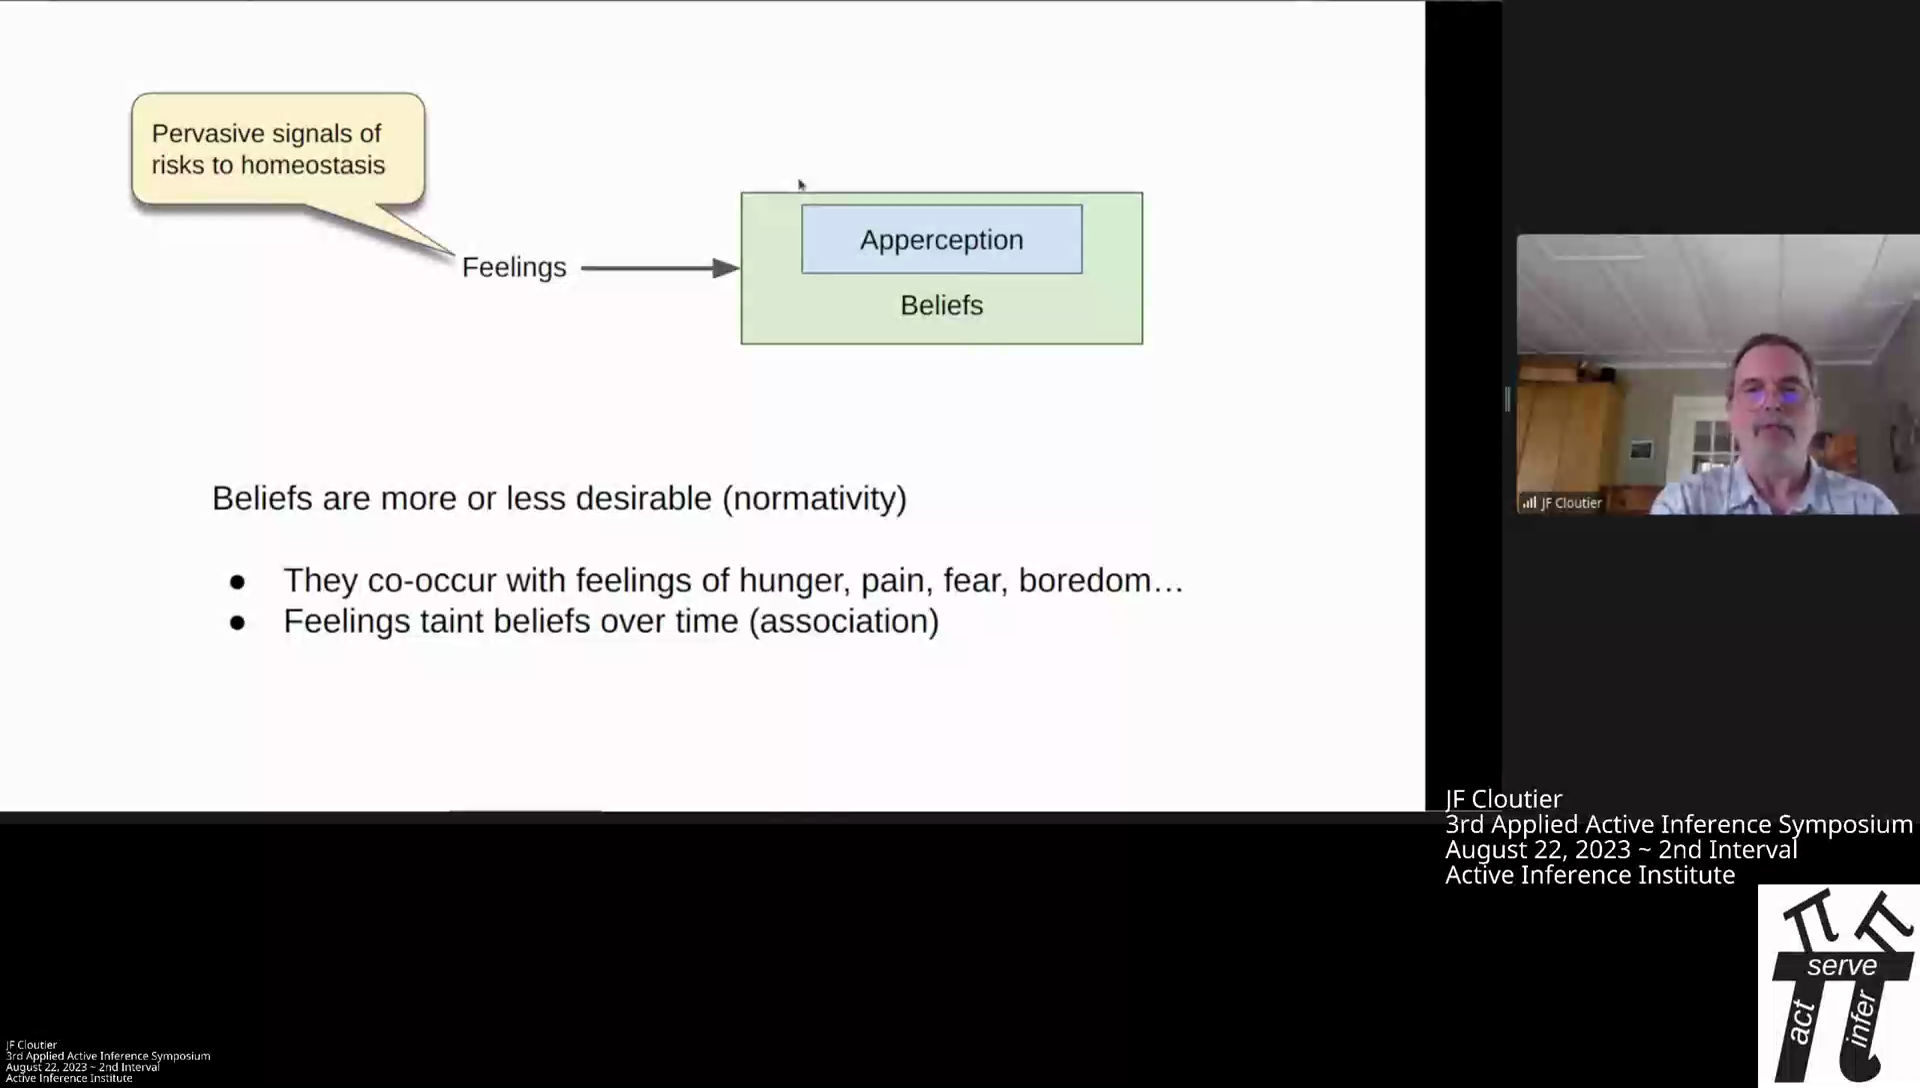 Pervasive signals of
risks to homeostasis
Feelings
Apperception
Beliefs
Beliefs are more or less desirable (normativity)
● They co-occur with feelings of hunger, pain, fear, boredom…
● Feelings taint beliefs over time (association)
JF Cloutier
JF Cloutier
3rd Applied Active Inference Symposium
August 22, 2023 ~ 2nd Interval
Active Inference Institute
serve
act
infer
JF Cloutier
3rd Applied Active Inference Symposium
August 22, 2023 ~ 2nd Interval
Active Inference Institute